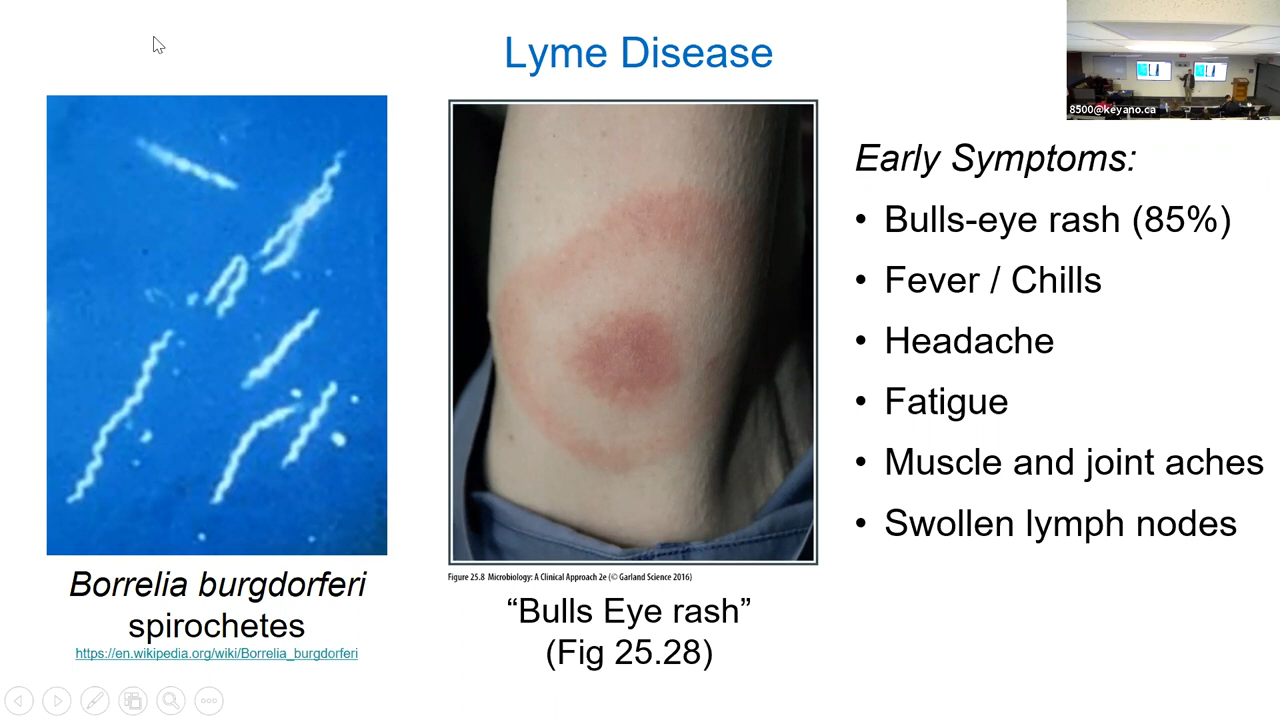 Lyme Disease
8500@keyano.ca
Early Symptoms:
• Bulls-eye rash (85%)
• Fever / Chills
• Headache
• Fatigue
• Muscle and joint aches
• Swollen lymph nodes
Borrelia burgdorferi
spirochetes
https://en.wikipedia.org/wiki/Borrelia_burgdorferi
Figure 25.8 Microbiology: A Clinical Approach 2e (© Garland Science 2016)
“Bulls Eye rash”
(Fig 25.28)